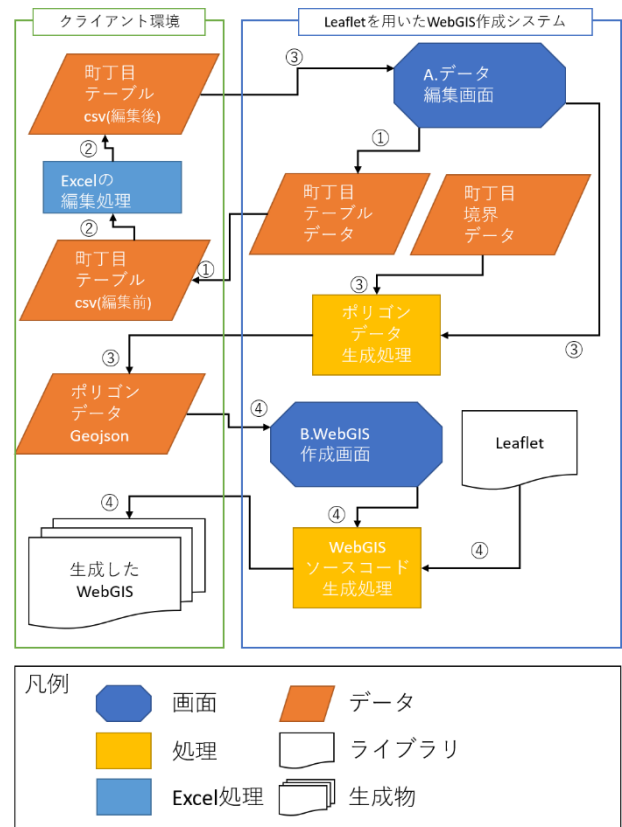 クライアント環境
Leafletを用いたWebGIS作成システム
町丁目
テーブル
csv(編集後)
③
A.データ
編集画面
①
②
Excelの
編集処理
②
町丁目
テーブル
データ
町丁目
境界
データ
町丁目
テーブル
csv(編集前)
①
③
ポリゴン
データ
生成処理
③
③
ポリゴン
データ
Geojson
④
B.WebGIS
作成画面
Leaflet
④
④
④
生成した
WebGIS
WebGIS
ソースコード
生成処理
凡例
画面
データ
処理
ライブラリ
Excel処理
生成物